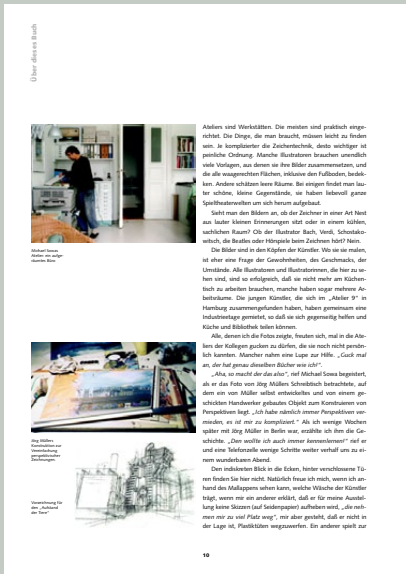 Über dieses Buch
Ateliers sind Werkstätten. Die meisten sind praktisch einge-
richtet. Die Dinge, die man braucht, müssen leicht zu finden
sein. Je komplizierter die Zeichentechnik, desto wichtiger ist
peinliche Ordnung. Manche Illustratoren brauchen unendlich
viele Vorlagen, aus denen sie ihre Bilder zusammensetzen, und
die alle waagerechten Flächen, inklusive den Fußboden, bedek-
ken. Andere schätzen leere Räume. Bei einigen findet man lau-
ter schöne, kleine Gegenstände, sie haben liebevoll ganze
Spieltheaterwelten um sich herum aufgebaut.
Sieht man den Bildern an, ob der Zeichner in einer Art Nest
aus lauter kleinen Erinnerungen sitzt oder in einem kühlen,
sachlichen Raum? Ob der Illustrator Bach, Verdi, Schostako-
witsch, die Beatles oder Hörspiele beim Zeichnen hört? Nein.
Die Bilder sind in den Köpfen der Künstler. Wo sie sie malen,
ist eher eine Frage der Gewohnheiten, des Geschmacks, der
Umstände. Alle Illustratoren und Illustratorinnen, die hier zu se-
hen sind, sind so erfolgreich, daß sie nicht mehr am Küchen-
tisch zu arbeiten brauchen, manche haben sogar mehrere Ar-
beitsräume. Die jungen Künstler, die sich im „Atelier 9" in
Hamburg zusammengefunden haben, haben gemeinsam eine
Industrieetage gemietet, so daß sie sich gegenseitig helfen und
Küche und Bibliothek teilen können.
Alle, denen ich die Fotos zeigte, freuten sich, mal in die Ate-
liers der Kollegen gucken zu dürfen, die sie noch nicht persön-
lich kannten. Mancher nahm eine Lupe zur Hilfe. „Guck mal
an, der hat genau dieselben Bücher wie ich!".
„Aha, so macht der das also", rief Michael Sowa begeistert,
als er das Foto von Jörg Müllers Schreibtisch betrachtete, auf
dem ein von Müller selbst entwickeltes und von einem ge-
schickten Handwerker gebautes Objekt zum Konstruieren von
Perspektiven liegt. „Ich habe nämlich immer Perspektiven ver-
mieden, es ist mir zu kompliziert." Als ich wenige Wochen
später mit Jörg Müller in Berlin war, erzählte ich ihm die Ge-
schichte. „Den wollte ich auch immer kennenlernen!" rief er
und eine Telefonzelle wenige Schritte weiter verhalf uns zu ei-
nem wunderbaren Abend.
Den indiskreten Blick in die Ecken, hinter verschlossene Tü-
ren finden Sie hier nicht. Natürlich freue ich mich, wenn ich an-
hand des Mallappens sehen kann, welche Wäsche der Künstler
trägt, wenn mir ein anderer erklärt, daß er für meine Ausstel-
lung keine Skizzen (auf Seidenpapier) aufheben wird, „die neh-
men mir zu viel Platz weg", mir aber gesteht, daß er nicht in
der Lage ist, Plastiktüten wegzuwerfen. Ein anderer spielt zur
Michael Sowas
Atelier: ein aufge-
räumtes Büro
Jörg Müllers
Konstruktion zur
Vereinfachung
perspektivischer
Zeichnungen
Vorzeichnung für
den „Aufstand
der Tiere"
10